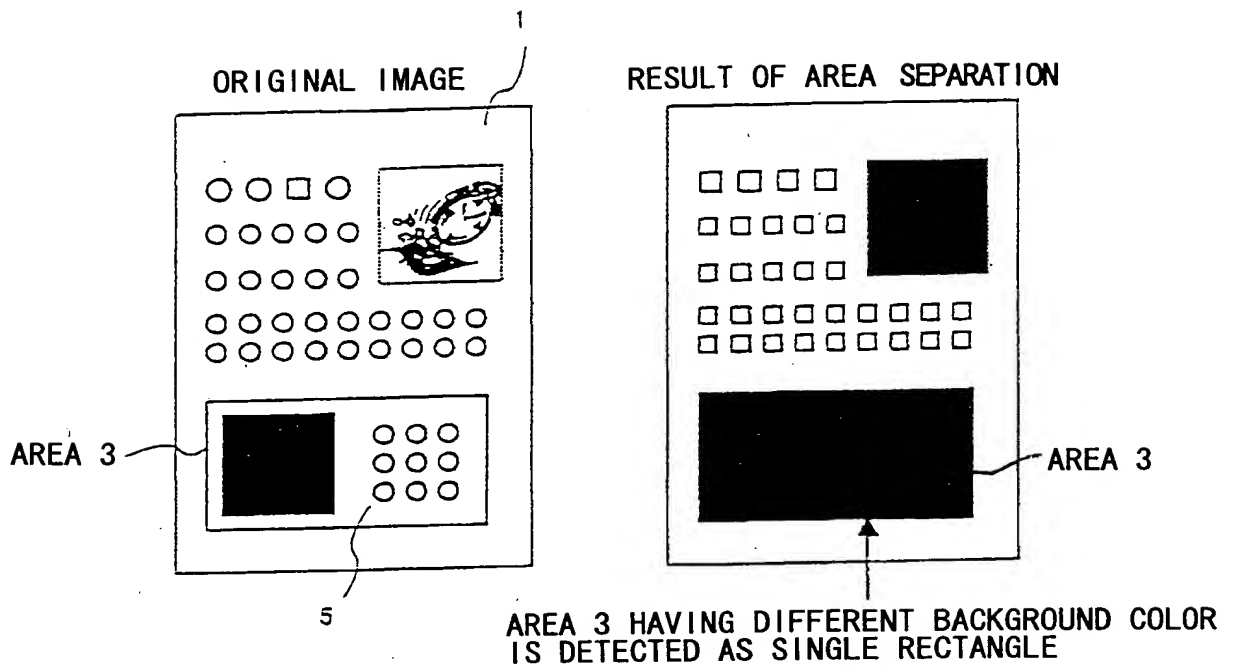 1
ORIGINAL IMAGE
RESULT OF AREA SEPARATION
AREA 3
AREA 3
5
AREA 3 HAVING DIFFERENT BACKGROUND COLOR
IS DETECTED AS SINGLE RECTANGLE